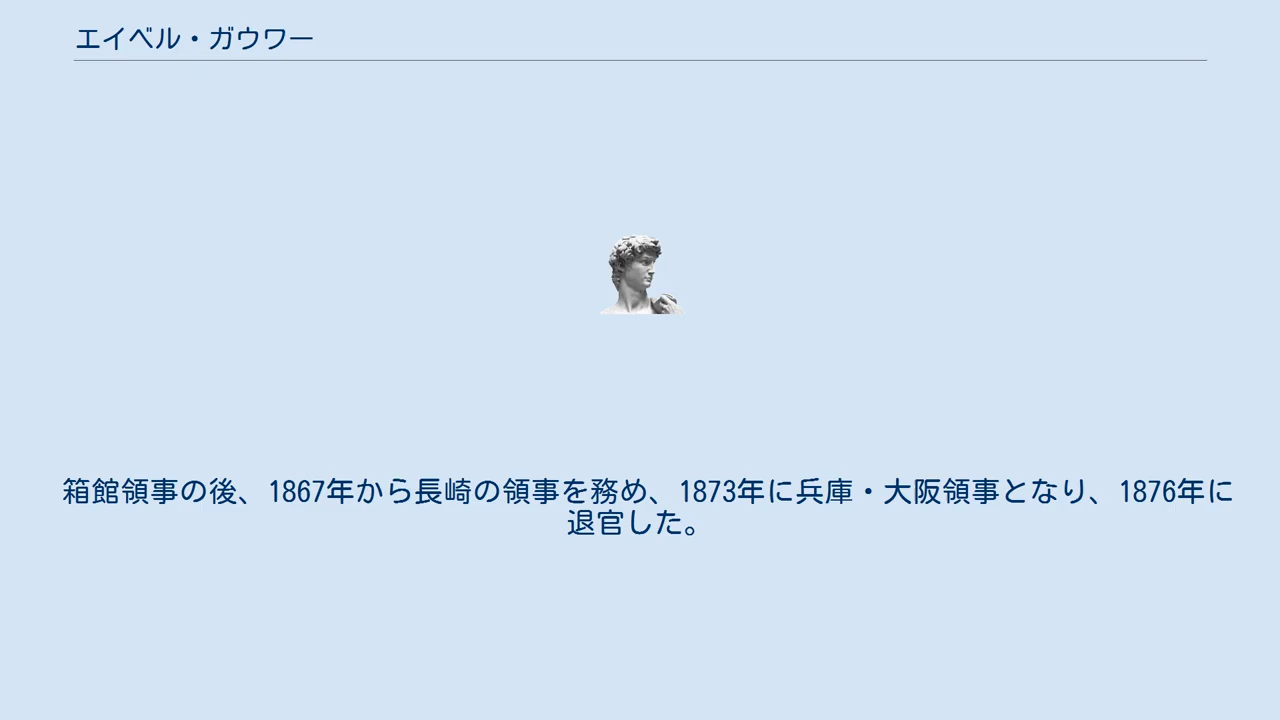 エイベル・ガウワー
箱館領事の後、1867年から長崎の領事を務め、1873年に兵庫・大阪領事となり、1876年に
退官した。